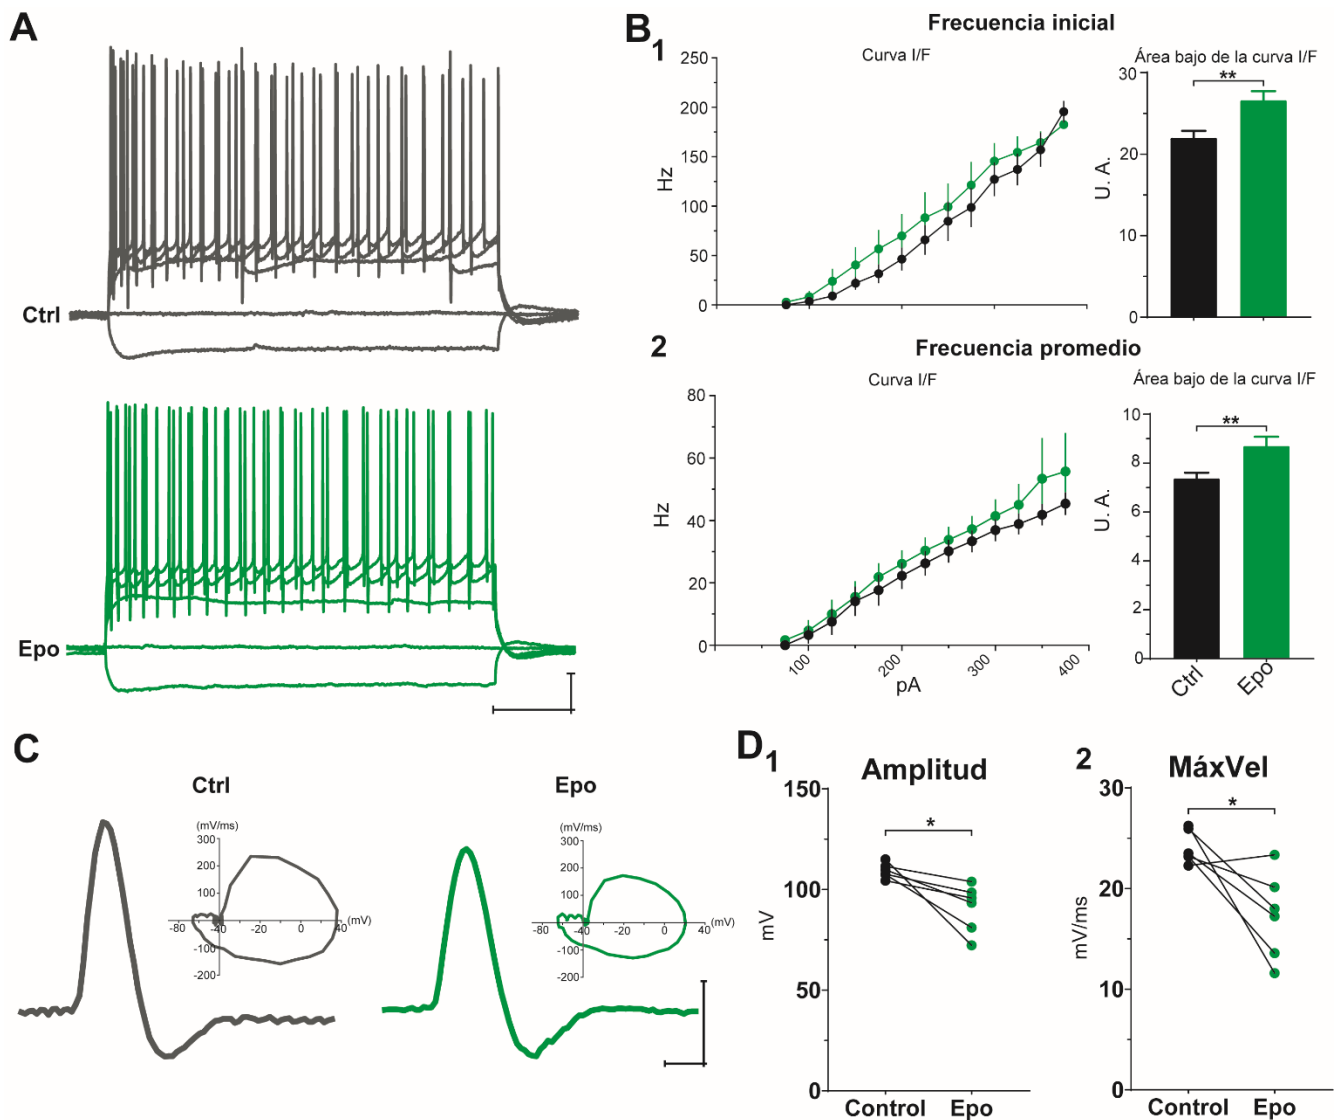 A
Ctrl
Epo
B1
Frecuencia inicial
Curva I/F
Hz
250
200
150
100
50
0
Área bajo de la curva I/F
U. A.
30
20
10
0
**
2
Frecuencia promedio
Curva I/F
Hz
80
60
40
20
0
100
200
300
400
pA
Área bajo de la curva I/F
U. A.
10
8
6
4
2
0
**
Ctrl
Epo
C
Ctrl
(mV/ms)
300
200
100
-80
-60
-40
-20
0
40
(mV)
-100
-200
Epo
(mV/ms)
300
200
100
-80
-60
-40
-20
0
40
(mV)
-100
-200
D1
Amplitud
mV
150
100
50
0
*
Control
Epo
2
MáxVel
mV/ms
30
20
10
0
*
Control
Epo